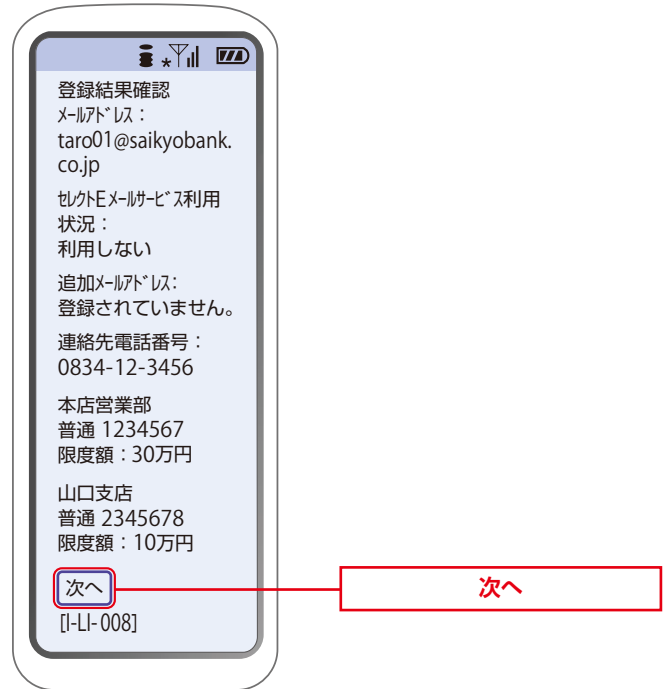 登録結果確認
ﾒｰﾙｱﾄﾞﾚｽ：
taro01@saikyobank.
co.jp
ｾﾚｸﾄEﾒｰﾙｻｰﾋﾞｽ利用
状況：
利用しない
追加ﾒｰﾙｱﾄﾞﾚｽ：
登録されていません。
連絡先電話番号：
0834-12-3456
本店営業部
普通 1234567
限度額：30万円
山口支店
普通 2345678
限度額：10万円
次へ
次へ
[I-LI-008]